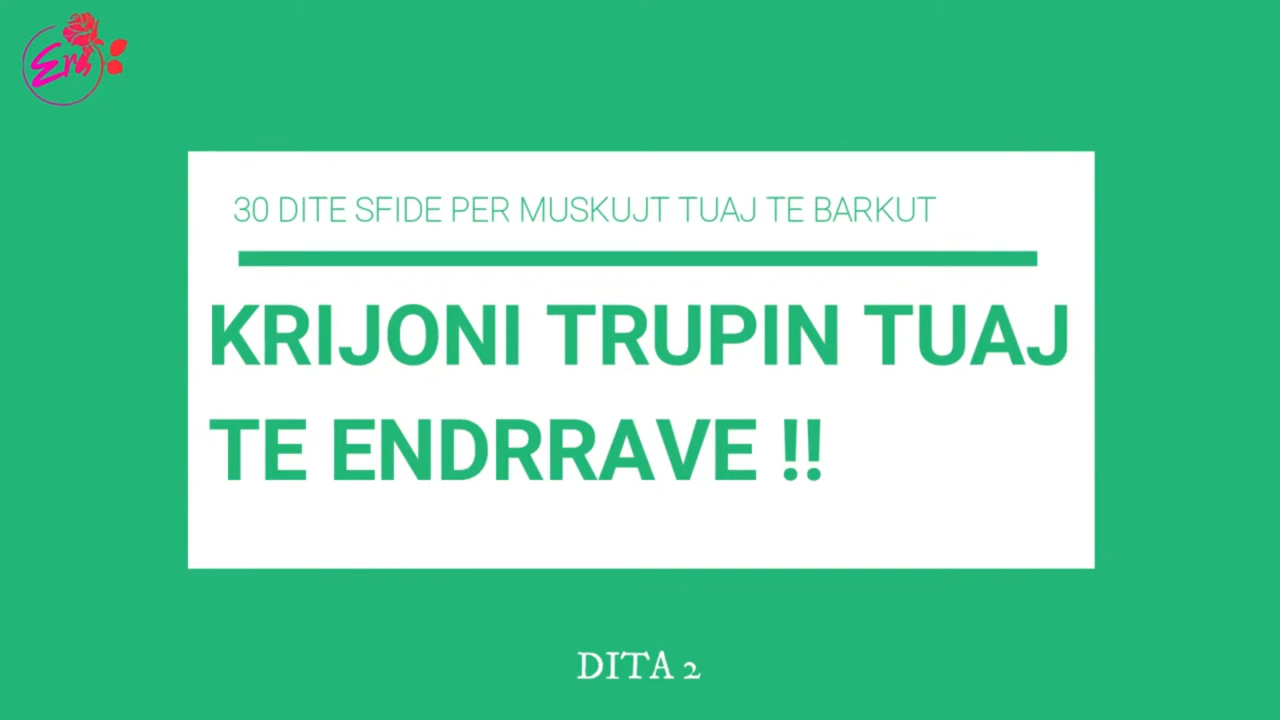 30 DITE SFIDE PER MUSKUJT TUAJ TE BARKUT
KRIJONI TRUPIN TUAJ
TE ENDRRAVE !!
DITA 2